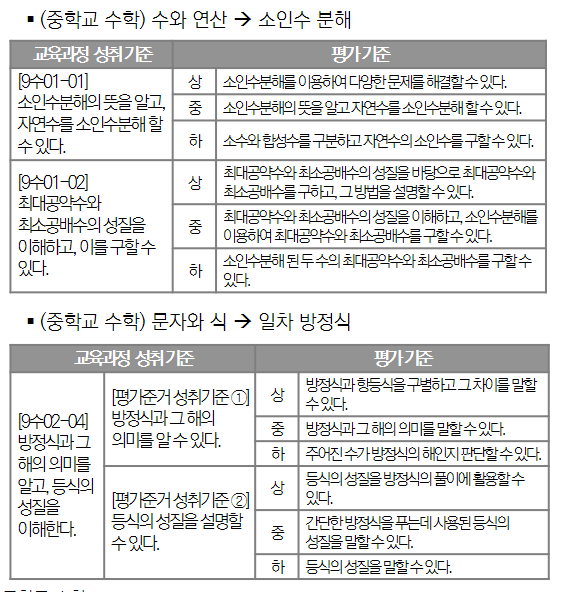 ▪ (중학교 수학) 수와 연산 → 소인수 분해
교육과정 성취기준
평가기준
[9수01-01]
소인수분해의 뜻을 알고,
자연수를 소인수분해 할
수 있다.
상
소인수분해를 이용하여 다양한 문제를 해결할 수 있다.
중
소인수분해의 뜻을 알고 자연수를 소인수분해 할 수 있다.
하
소수와 합성수를 구분하고 자연수의 소인수를 구할 수 있다.
[9수01-02]
최대공약수와
최소공배수의 성질을
이해하고, 이를 구할 수
있다.
상
최대공약수와 최소공배수의 성질을 바탕으로 최대공약수와
최소공배수를 구하고, 그 방법을 설명할 수 있다.
중
최대공약수와 최소공배수의 성질을 이해하고, 소인수분해를
이용하여 최대공약수와 최소공배수를 구할 수 있다.
하
소인수분해 된 두 수의 최대공약수와 최소공배수를 구할 수
있다.
▪ (중학교 수학) 문자와 식 → 일차 방정식
교육과정 성취기준
평가기준
[9수02-04]
방정식과 그
해의 의미를
알고, 등식의
성질을
이해한다.
[평가준거 성취기준 ①]
방정식과 그 해의
의미를 알 수 있다.
상
방정식과 항등식을 구별하고 그 차이를 말할
수 있다.
중
방정식과 그 해의 의미를 말할 수 있다.
하
주어진 수가 방정식의 해인지 판단할 수 있다.
[평가준거 성취기준 ②]
등식의 성질을 설명할
수 있다.
상
등식의 성질을 방정식의 풀이에 활용할 수
있다.
중
간단한 방정식을 푸는데 사용된 등식의
성질을 말할 수 있다.
하
등식의 성질을 말할 수 있다.